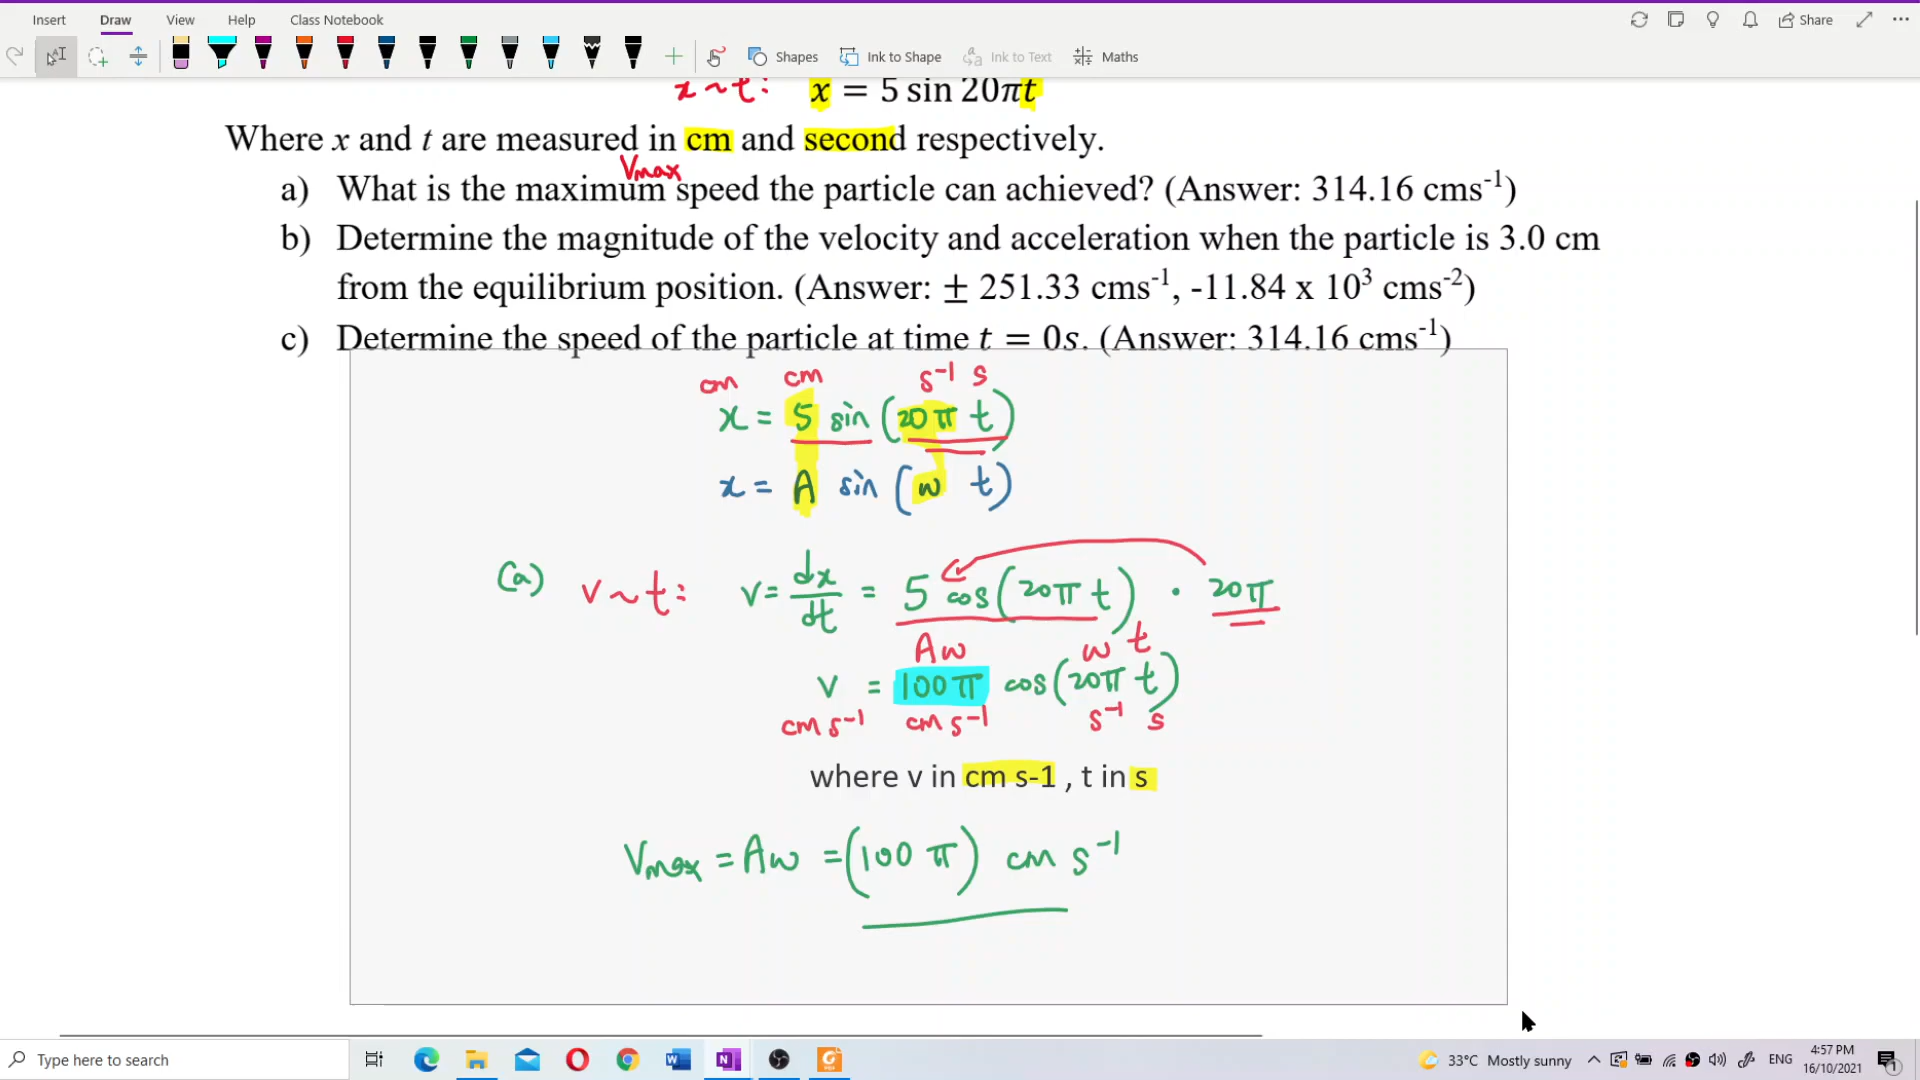 Insert Draw View Help Class Notebook Share
Shapes Ink to Shape Ink to Text Maths
x ~ t: x = 5 sin 20πt
Where x and t are measured in cm and second respectively.
Vmax
a) What is the maximum speed the particle can achieved? (Answer: 314.16 cms⁻¹)
b) Determine the magnitude of the velocity and acceleration when the particle is 3.0 cm
from the equilibrium position. (Answer: ± 251.33 cms⁻¹, -11.84 x 10³ cms⁻²)
c) Determine the speed of the particle at time t = 0s. (Answer: 314.16 cms⁻¹)
cm cm s⁻¹ s
x = 5 sin (20π t)
x = A sin (ω t)
(a) v ~ t: v = dx/dt = 5 cos (20π t) · 20π
Aω ω t
v = 100π cos (20π t)
cm s⁻¹ cm s⁻¹ s⁻¹ s
where v in cm s-1 , t in s
Vmax = Aω = (100 π) cm s⁻¹
Type here to search 33°C Mostly sunny ENG 4:57 PM
16/10/2021